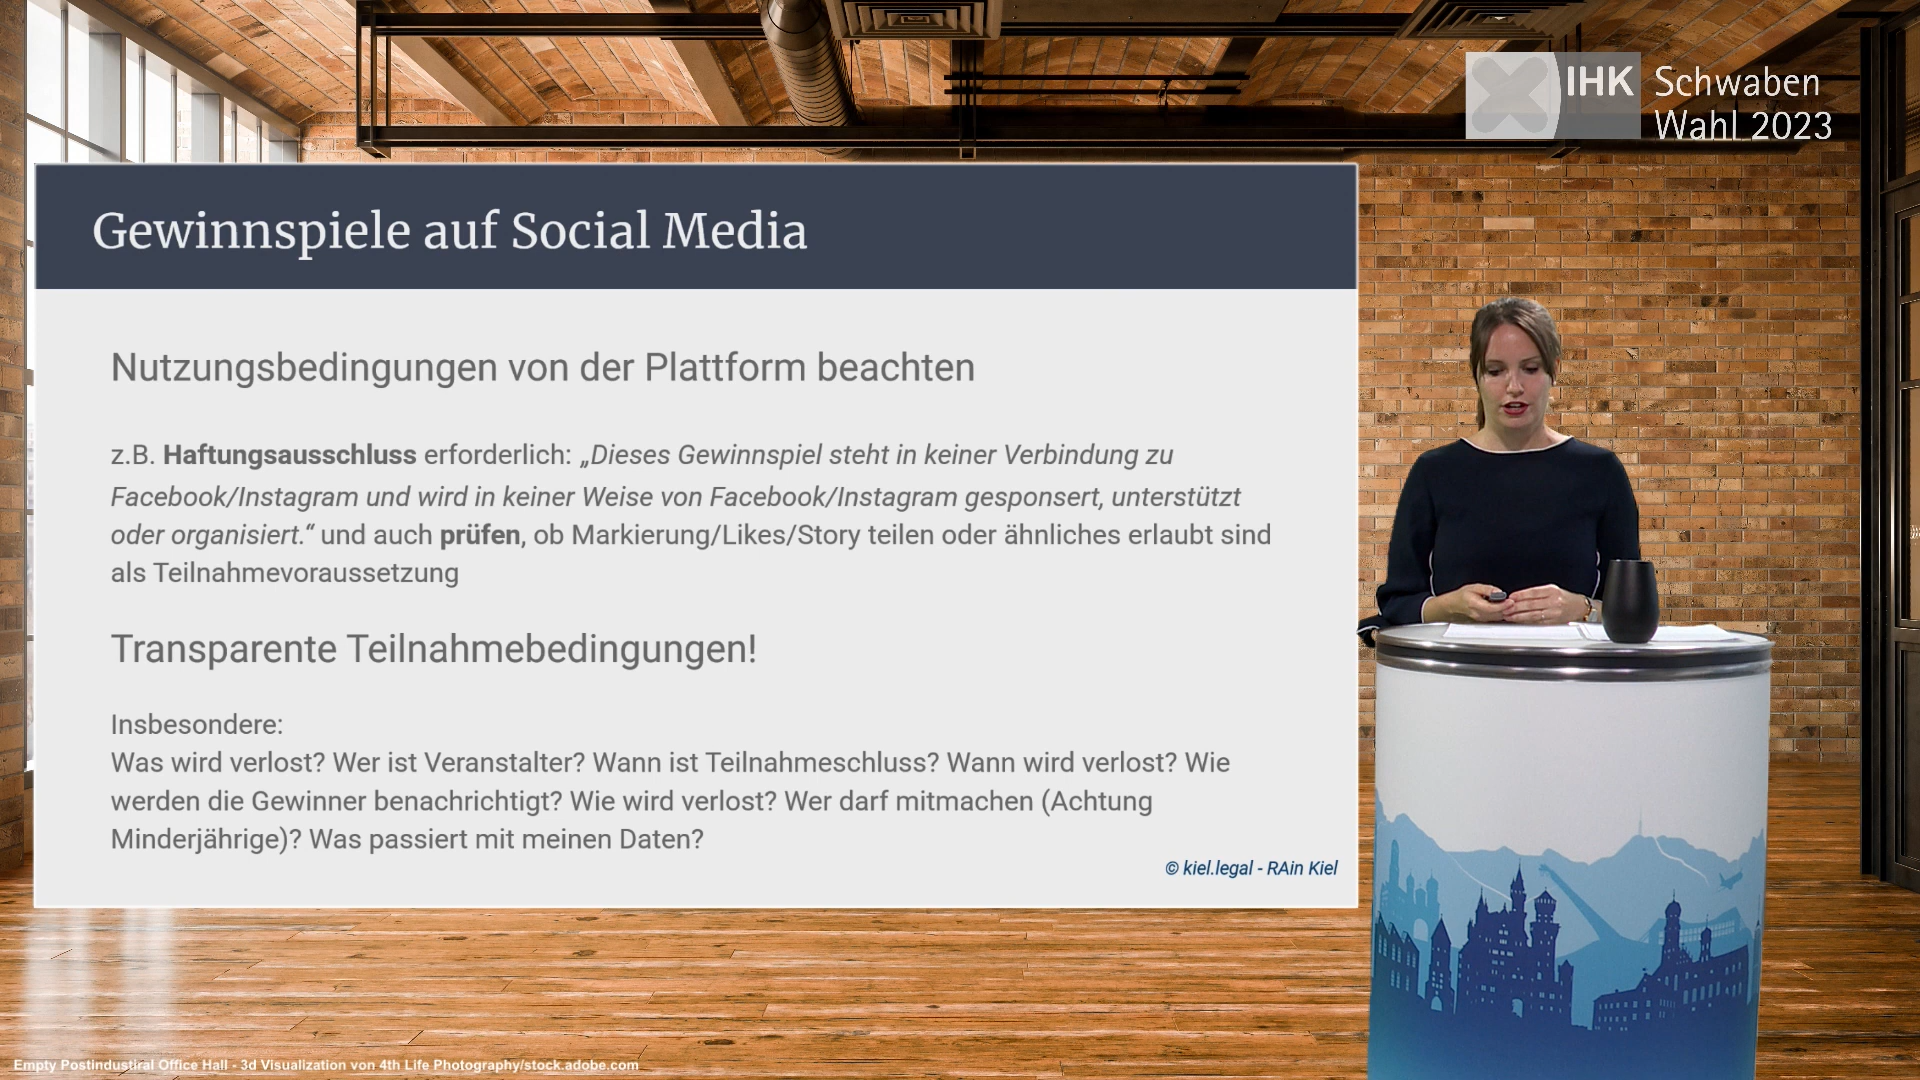 IHK Schwaben
Wahl 2023
Gewinnspiele auf Social Media
Nutzungsbedingungen von der Plattform beachten
z.B. Haftungsausschluss erforderlich: „Dieses Gewinnspiel steht in keiner Verbindung zu
Facebook/Instagram und wird in keiner Weise von Facebook/Instagram gesponsert, unterstützt
oder organisiert.“ und auch prüfen, ob Markierung/Likes/Story teilen oder ähnliches erlaubt sind
als Teilnahmevoraussetzung
Transparente Teilnahmebedingungen!
Insbesondere:
Was wird verlost? Wer ist Veranstalter? Wann ist Teilnahmeschluss? Wann wird verlost? Wie
werden die Gewinner benachrichtigt? Wie wird verlost? Wer darf mitmachen (Achtung
Minderjährige)? Was passiert mit meinen Daten?
© kiel.legal - RAin Kiel
Empty Postindustiral Office Hall - 3d Visualization von 4th Life Photography/stock.adobe.com